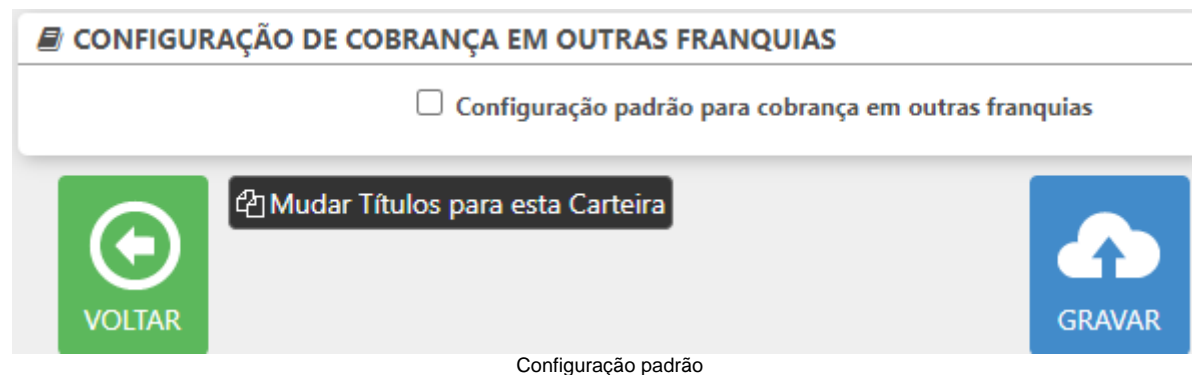 CONFIGURAÇÃO DE COBRANÇA EM OUTRAS FRANQUIAS
Configuração padrão para cobrança em outras franquias
Mudar Títulos para esta Carteira
VOLTAR
GRAVAR
Configuração padrão